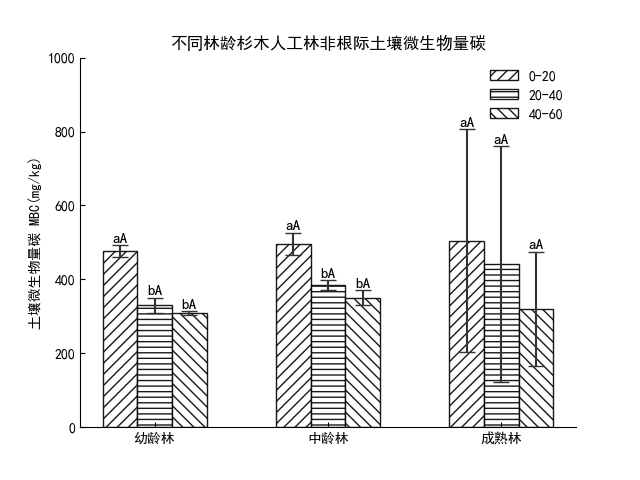 不同林龄杉木人工林非根际土壤微生物量碳
土壤微生物量碳 MBC(mg/kg)
1000
800
600
400
200
0
0-20
20-40
40-60
aA
bA
bA
aA
bA
bA
aA
aA
aA
幼龄林
中龄林
成熟林